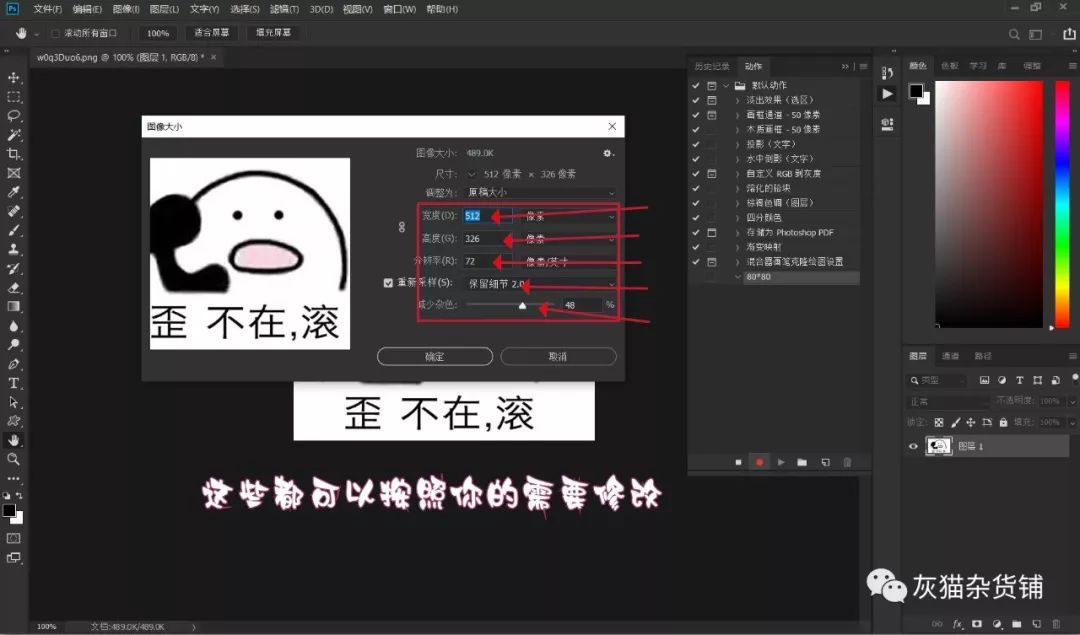 Ps 文件(F) 编辑(E) 图像(I) 图层(L) 文字(Y) 选择(S) 滤镜(T) 3D(D) 视图(V) 窗口(W) 帮助(H)
滚动所有窗口 100% 适合屏幕 填充屏幕
w0q3Duo6.png @ 100% (图层 1, RGB/8) * ×
图像大小
图像大小: 489.0K
尺寸: 512 像素 × 326 像素
调整为: 原稿大小
宽度(D): 512 像素
高度(G): 326 像素
分辨率(R): 72 像素/英寸
重新采样(S): 保留细节 2.0
减少杂色: 48 %
确定 取消
歪 不在,滚
歪 不在,滚
这些都可以按照你的需要修改
历史记录 动作
默认动作
淡出效果（选区）
画框通道 - 50 像素
木质画框 - 50 像素
投影（文字）
水中倒影（文字）
自定义 RGB 到灰度
熔化的铅块
棕褐色调（图层）
四分颜色
存储为 Photoshop PDF
渐变映射
混合器画笔克隆绘图设置
80*80
颜色 色板 学习 库 调整
图层 通道 路径
类型
正常 不透明度: 100%
锁定: 填充: 100%
图层 1
灰猫杂货铺
100% 文档:489.0K/489.0K